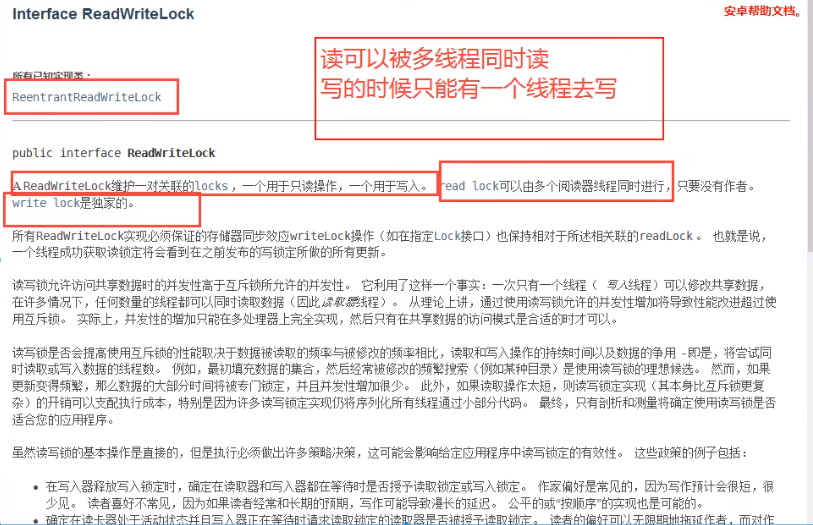 Interface ReadWriteLock
安卓帮助文档。
读可以被多线程同时读
写的时候只能有一个线程去写
所有已知实现类:
ReentrantReadWriteLock
public interface ReadWriteLock
A ReadWriteLock维护一对关联的locks ，一个用于只读操作，一个用于写入。 read lock可以由多个阅读器线程同时进行，只要没有作者。
write lock是独家的。
所有ReadWriteLock实现必须保证的存储器同步效应writeLock操作（如在指定Lock接口）也保持相对于所述相关联的readLock 。 也就是说，
一个线程成功获取读锁定将会看到在之前发布的写锁定所做的所有更新。
读写锁允许访问共享数据时的并发性高于互斥锁所允许的并发性。 它利用了这样一个事实：一次只有一个线程（ 写入线程）可以修改共享数据，
在许多情况下，任何数量的线程都可以同时读取数据（因此读取器线程）。 从理论上讲，通过使用读写锁允许的并发性增加将导致性能改进超过使
用互斥锁。 实际上，并发性的增加只能在多处理器上完全实现，然后只有在共享数据的访问模式是合适的时才可以。
读写锁是否会提高使用互斥锁的性能取决于数据被读取的频率与被修改的频率相比，读取和写入操作的持续时间以及数据的争用 -即是，将尝试同
时读取或写入数据的线程数。 例如，最初填充数据的集合，然后经常被修改的频繁搜索（例如某种目录）是使用读写锁的理想候选。 然而，如果
更新变得频繁，那么数据的大部分时间将被专门锁定，并且并发性增加很少。 此外，如果读取操作太短，则读写锁定实现（其本身比互斥锁更复
杂）的开销可以支配执行成本，特别是因为许多读写锁定实现仍将序列化所有线程通过小部分代码。 最终，只有剖析和测量将确定使用读写锁是否
适合您的应用程序。
虽然读写锁的基本操作是直接的，但是执行必须做出许多策略决策，这可能会影响给定应用程序中读写锁定的有效性。 这些政策的例子包括：
• 在写入器释放写入锁定时，确定在读取器和写入器都在等待时是否授予读取锁定或写入锁定。 作家偏好是常见的，因为写作预计会很短，很
少见。 读者喜好不常见，因为如果读者经常和长期的预期，写作可能导致漫长的延迟。 公平的或“按顺序”的实现也是可能的。
• 确定在读卡器处于活动状态并且写入器正在等待时请求读取锁定的读取器是否被授予读取锁定。 读者的偏好可以无限期地拖延作者，而对作